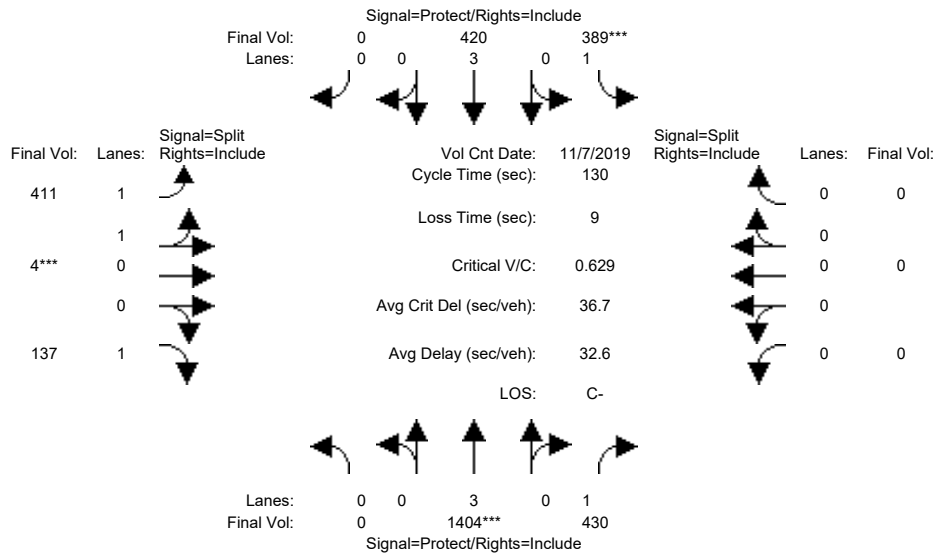 Signal=Protect/Rights=Include
Final Vol: 0 420 389***
Lanes: 0 0 3 0 1
Signal=Split Signal=Split
Final Vol: Lanes: Rights=Include Vol Cnt Date: 11/7/2019 Rights=Include Lanes: Final Vol:
Cycle Time (sec): 130
411 1 0 0
Loss Time (sec): 9
1 0
4*** 0 Critical V/C: 0.629 0 0
0 Avg Crit Del (sec/veh): 36.7 0
137 1 Avg Delay (sec/veh): 32.6 0 0
LOS: C-
Lanes: 0 0 3 0 1
Final Vol: 0 1404*** 430
Signal=Protect/Rights=Include